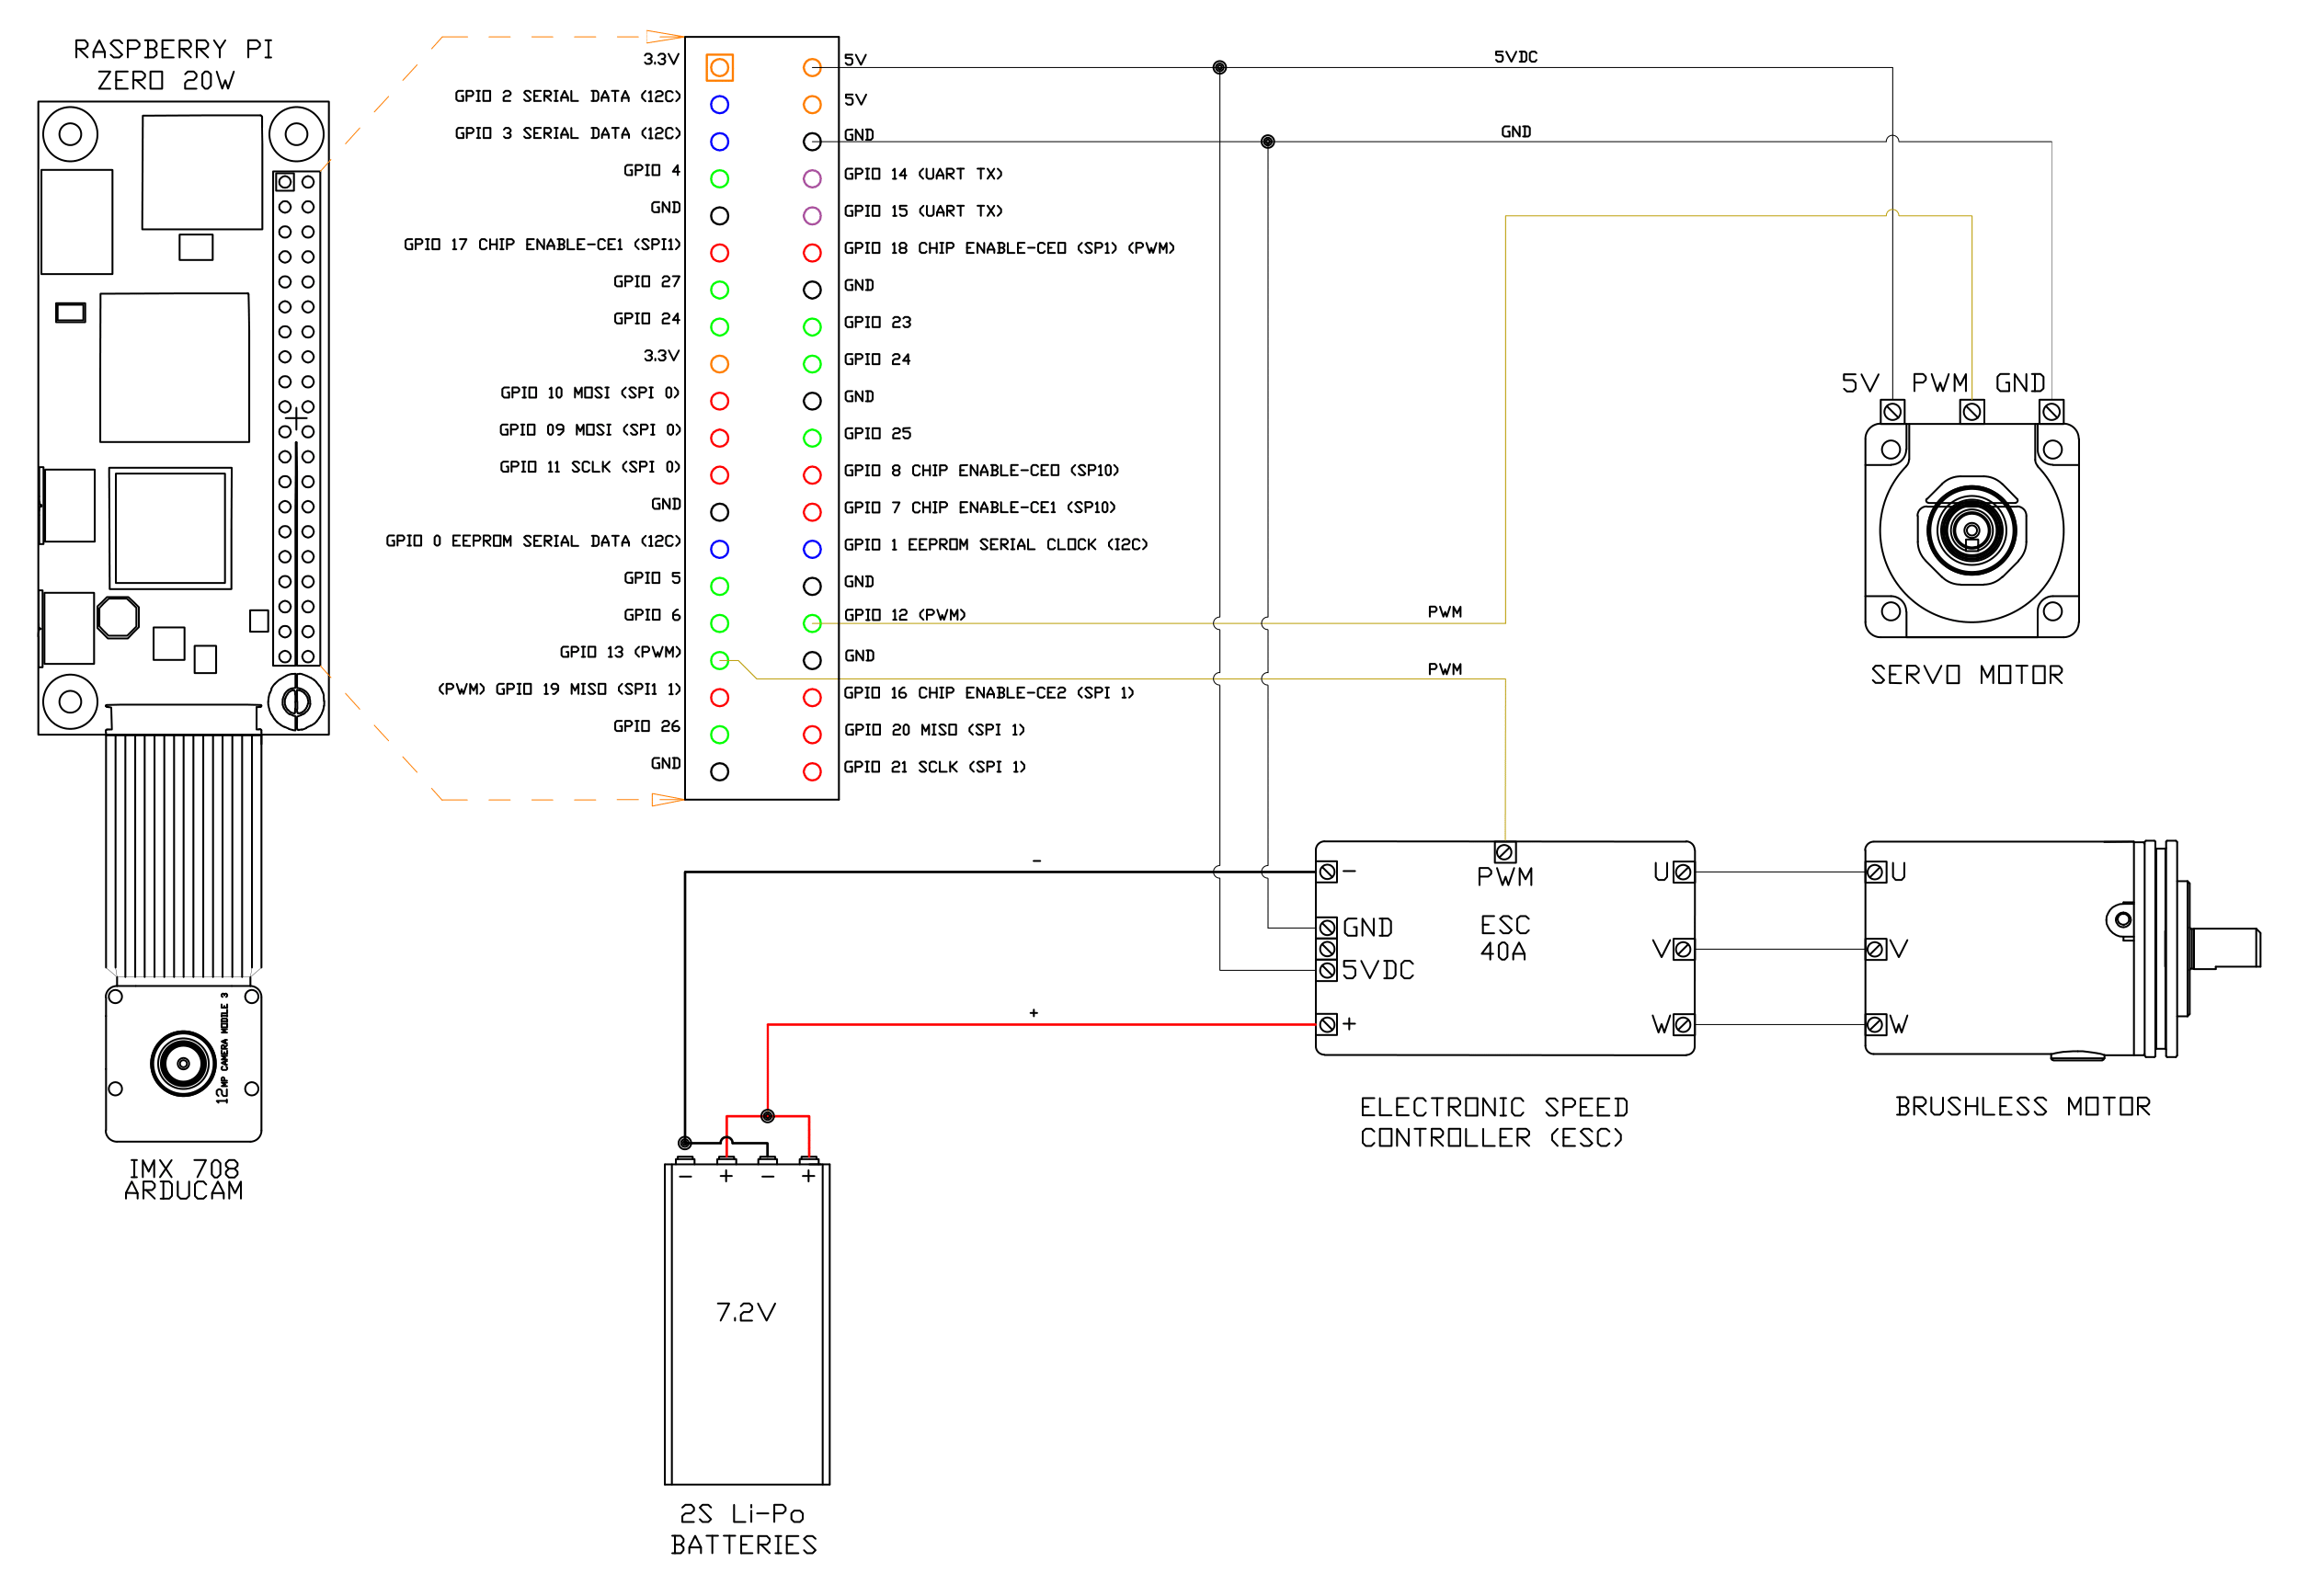 RASPBERRY PI
ZERO 20W
3.3V
GPIO 2 SERIAL DATA (12C)
GPIO 3 SERIAL DATA (12C)
GPIO 4
GND
GPIO 17 CHIP ENABLE-CE1 (SPI1)
GPIO 27
GPIO 24
3.3V
GPIO 10 MOSI (SPI 0)
GPIO 09 MOSI (SPI 0)
GPIO 11 SCLK (SPI 0)
GND
GPIO 0 EEPROM SERIAL DATA (12C)
GPIO 5
GPIO 6
GPIO 13 (PWM)
(PWM) GPIO 19 MISO (SPI1 1)
GPIO 26
GND
5V
5V
GND
GPIO 14 (UART TX)
GPIO 15 (UART TX)
GPIO 18 CHIP ENABLE-CE0 (SP1) (PWM)
GND
GPIO 23
GPIO 24
GND
GPIO 25
GPIO 8 CHIP ENABLE-CE0 (SP10)
GPIO 7 CHIP ENABLE-CE1 (SP10)
GPIO 1 EEPROM SERIAL CLOCK (I2C)
GND
GPIO 12 (PWM)
GND
GPIO 16 CHIP ENABLE-CE2 (SPI 1)
GPIO 20 MISO (SPI 1)
GPIO 21 SCLK (SPI 1)
5VDC
GND
PWM
PWM
5V PWM GND
SERVO MOTOR
-
+
-
GND
5VDC
+
PWM
ESC
40A
U
V
W
ELECTRONIC SPEED
CONTROLLER (ESC)
U
V
W
BRUSHLESS MOTOR
12MP CAMERA MODILE 3
IMX 708
ARDUCAM
- + - +
7.2V
2S Li-Po
BATTERIES